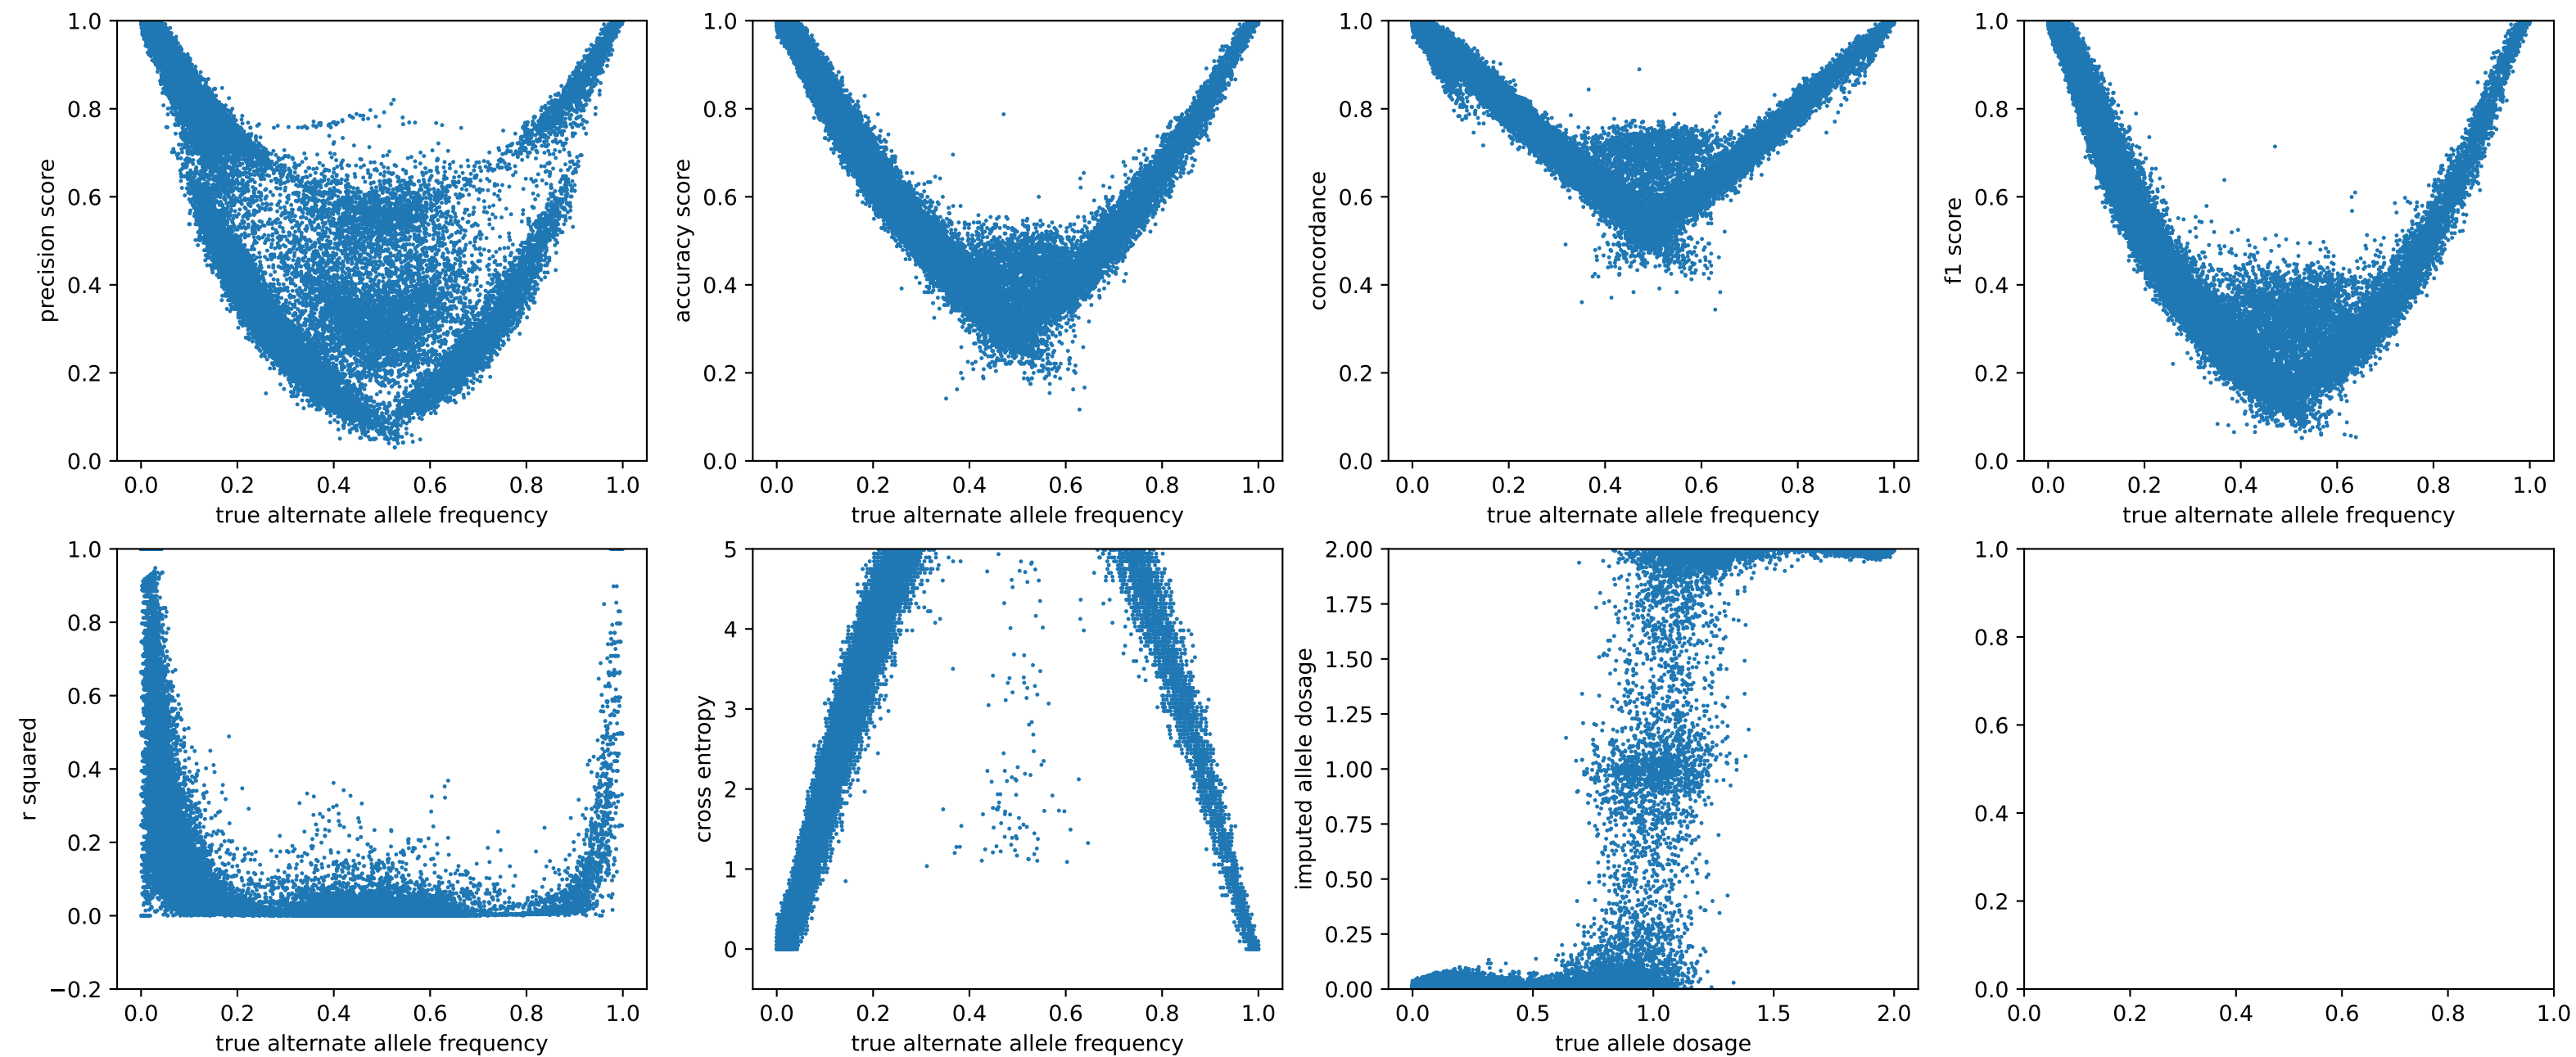 precision score
1.0
0.8
0.6
0.4
0.2
0.0
0.0 0.2 0.4 0.6 0.8 1.0
true alternate allele frequency
accuracy score
1.0
0.8
0.6
0.4
0.2
0.0
0.0 0.2 0.4 0.6 0.8 1.0
true alternate allele frequency
concordance
1.0
0.8
0.6
0.4
0.2
0.0
0.0 0.2 0.4 0.6 0.8 1.0
true alternate allele frequency
f1 score
1.0
0.8
0.6
0.4
0.2
0.0
0.0 0.2 0.4 0.6 0.8 1.0
true alternate allele frequency
r squared
1.0
0.8
0.6
0.4
0.2
0.0
−0.2
0.0 0.2 0.4 0.6 0.8 1.0
true alternate allele frequency
cross entropy
5
4
3
2
1
0
0.0 0.2 0.4 0.6 0.8 1.0
true alternate allele frequency
imputed allele dosage
2.00
1.75
1.50
1.25
1.00
0.75
0.50
0.25
0.00
0.0 0.5 1.0 1.5 2.0
true allele dosage
1.0
0.8
0.6
0.4
0.2
0.0
0.0 0.2 0.4 0.6 0.8 1.0